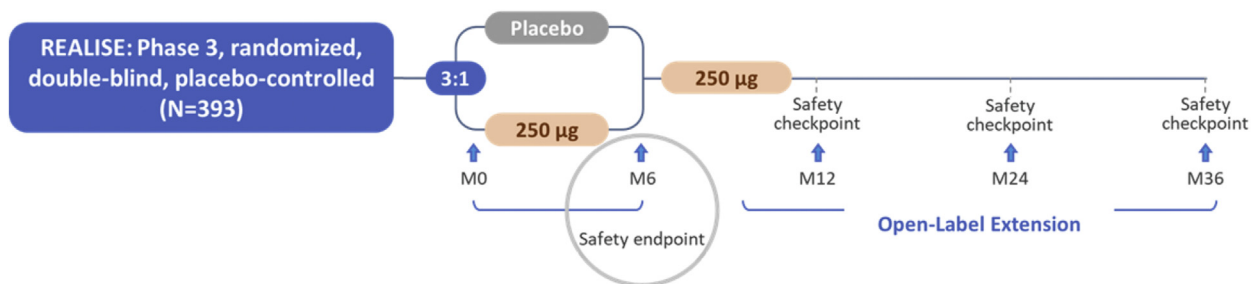 REALISE: Phase 3, randomized,
double-blind, placebo-controlled
(N=393)
3:1
Placebo
250 µg
250 µg
Safety
checkpoint
Safety
checkpoint
Safety
checkpoint
M0
M6
M12
M24
M36
Safety endpoint
Open-Label Extension